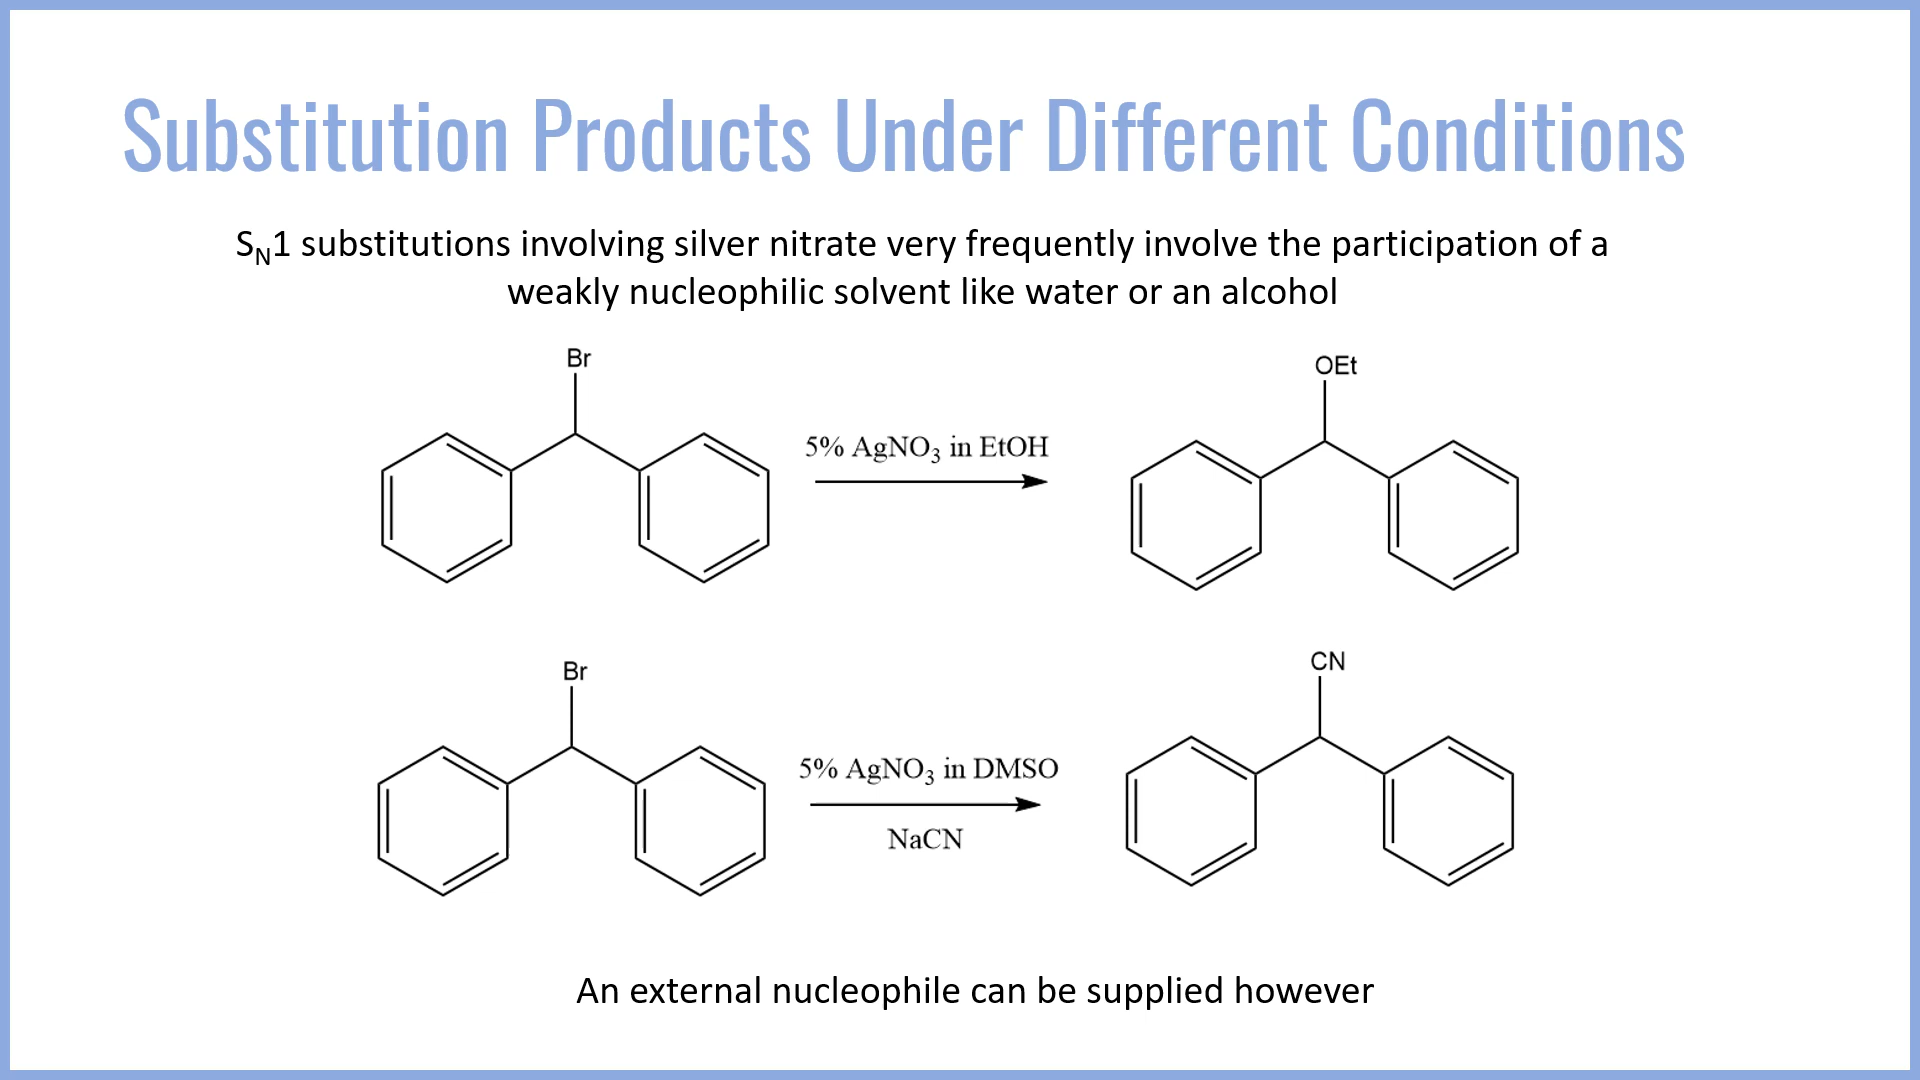 Substitution Products Under Different Conditions
S_N1 substitutions involving silver nitrate very frequently involve the participation of a
weakly nucleophilic solvent like water or an alcohol
Br
OEt
5% AgNO₃ in EtOH
Br
CN
5% AgNO₃ in DMSO
NaCN
An external nucleophile can be supplied however